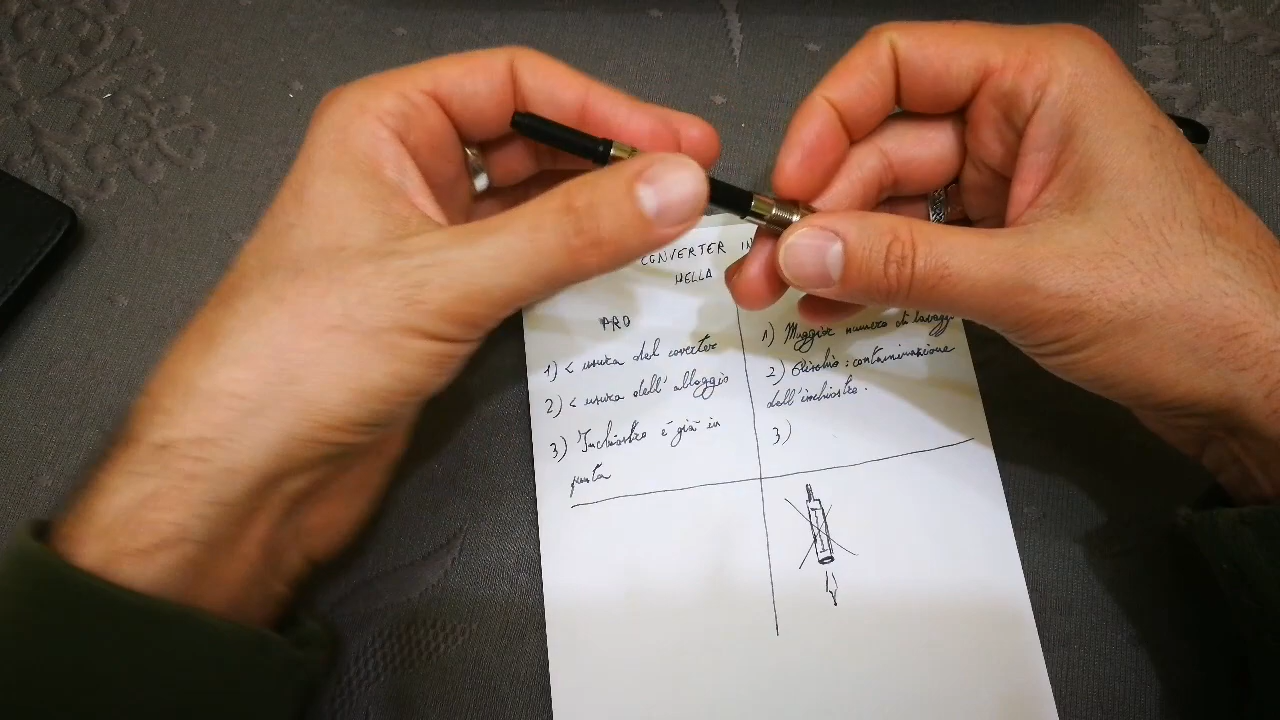 CONVERTER IN
NELLA
PRO
1) < usura del coverter
2) < usura dell'alloggio
3) Inchiostro è già in
punta
1) Maggior numero di lavaggi
2) Rischio: contaminazione
dell'inchiostro.
3)